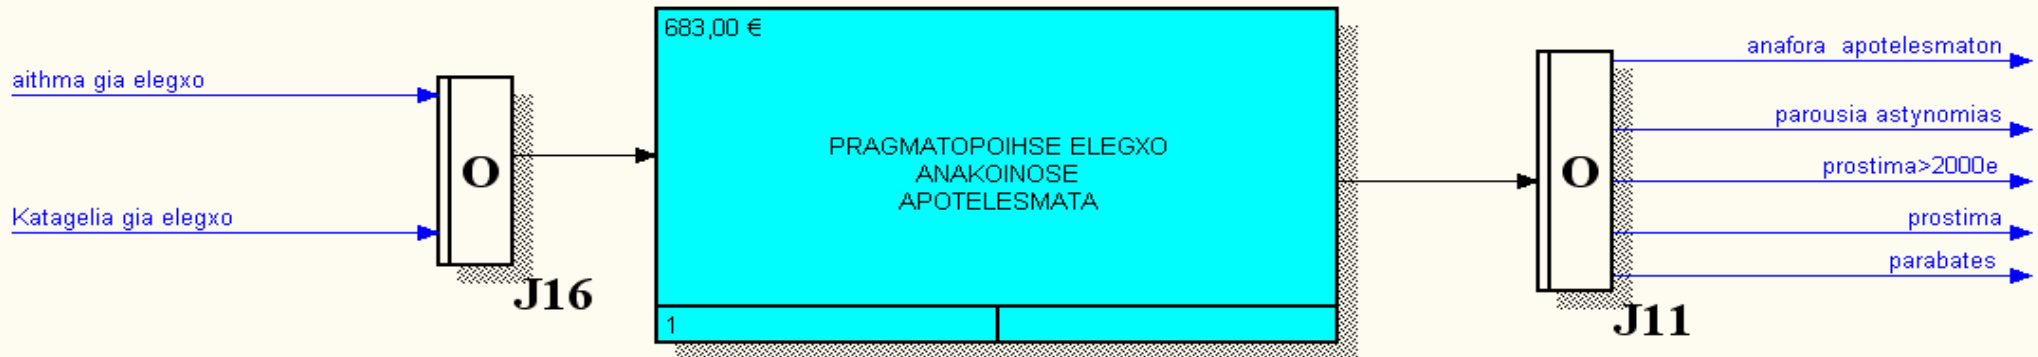 aithma gia elegxo
Katagelia gia elegxo
O
J16
683,00 €
PRAGMATOPOIHSE ELEGXO
ANAKOINOSE
APOTELESMATA
1
O
J11
anafora apotelesmaton
parousia astynomias
prostima>2000e
prostima
parabates